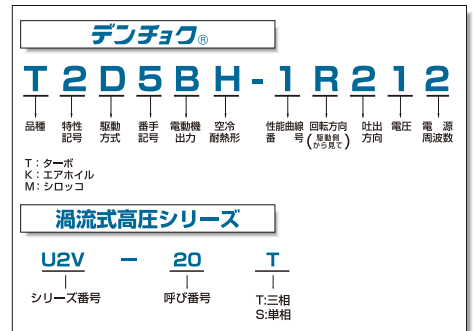 デンチョク®
T 2 D 5 B H - 1 R 2 1 2
品種 特性記号 駆動方式 番手記号 電動機出力 空冷耐熱形 性能曲線番号 回転方向(駆動側から見て) 吐出方向 電圧 電源周波数
T：ターボ
K：エアホイル
M：シロッコ
渦流式高圧シリーズ
U2V - 20 T
シリーズ番号 呼び番号 T:三相
S:単相